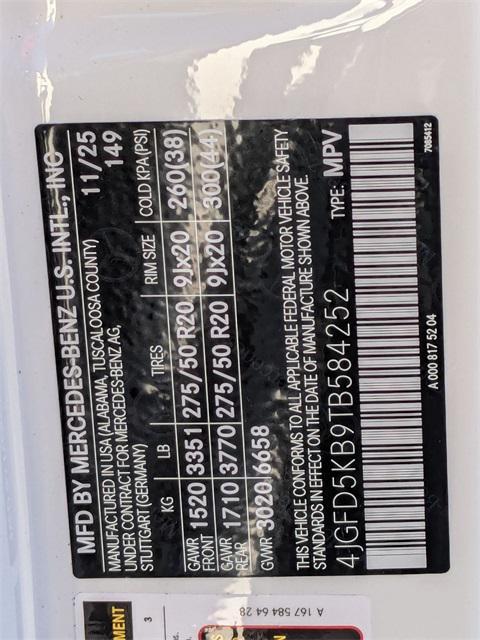 MFD BY MERCEDES-BENZ U.S. INTL., INC
MANUFACTURED IN USA (ALABAMA, TUSCALOOSA COUNTY) 11/25
UNDER CONTRACT FOR MERCEDES-BENZ AG, 149
STUTTGART (GERMANY)
KG LB TIRES RIM SIZE COLD KPA(PSI)
GAWR FRONT 1520 3351 275/50 R20 9Jx20 260(38)
GAWR REAR 1710 3770 275/50 R20 9Jx20 300(44)
GVWR 3020 6658
THIS VEHICLE CONFORMS TO ALL APPLICABLE FEDERAL MOTOR VEHICLE SAFETY
STANDARDS IN EFFECT ON THE DATE OF MANUFACTURE SHOWN ABOVE.
4JGFD5KB9TB584252 TYPE: MPV
A 000 817 52 04 7085412
A 167 584 64 28
3